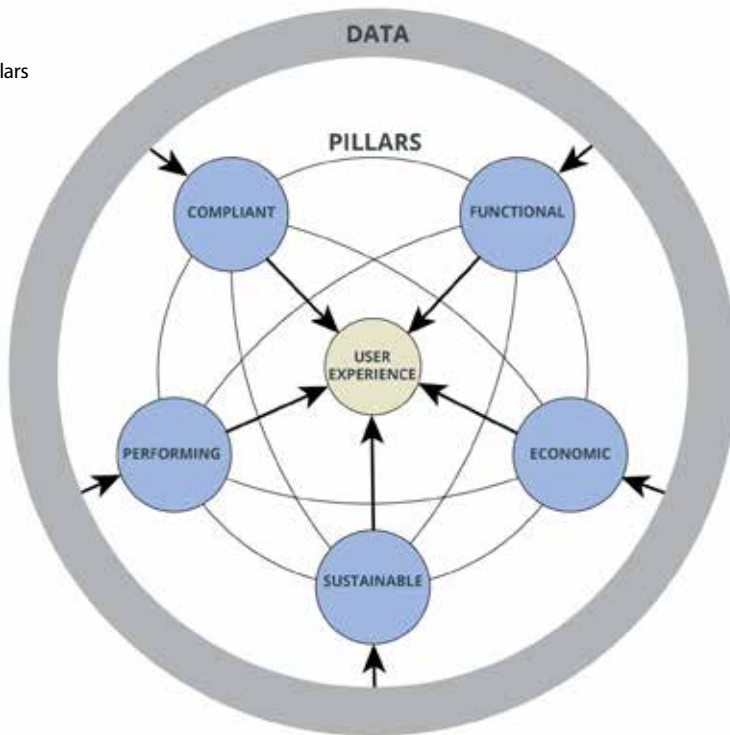 DATA
lars
PILLARS
COMPLIANT
FUNCTIONAL
USER
EXPERIENCE
PERFORMING
ECONOMIC
SUSTAINABLE